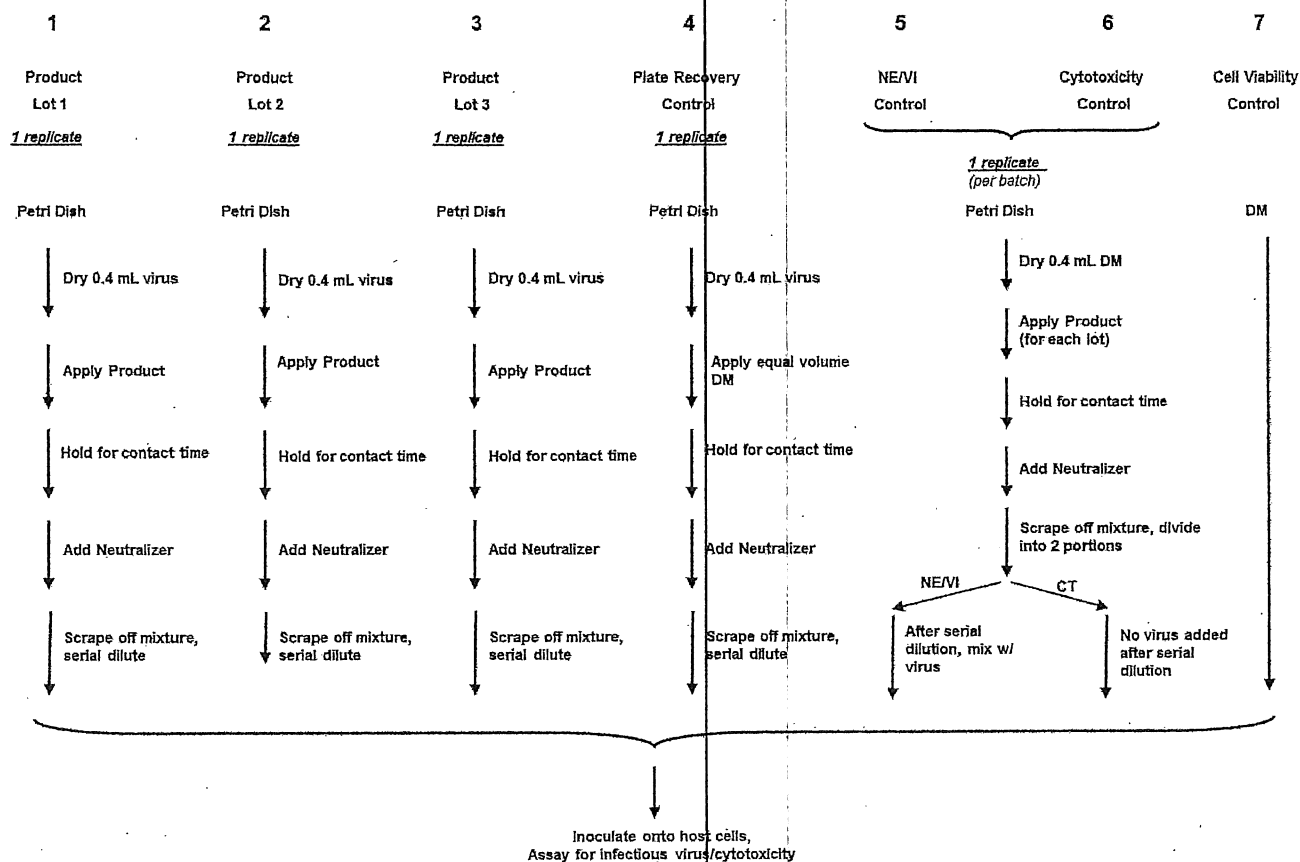 1 2 3 4 5 6 7
Product Product Product Plate Recovery NE/VI Cytotoxicity Cell Viability
Lot 1 Lot 2 Lot 3 Control Control Control Control
1 replicate 1 replicate 1 replicate 1 replicate
1 replicate
(per batch)
Petri Dish Petri Dish Petri Dish Petri Dish Petri Dish DM
Dry 0.4 mL virus Dry 0.4 mL virus Dry 0.4 mL virus Dry 0.4 mL virus Dry 0.4 mL DM
Apply Product Apply Product Apply Product Apply equal volume
DM
Apply Product
(for each lot)
Hold for contact time Hold for contact time Hold for contact time Hold for contact time Hold for contact time
Add Neutralizer Add Neutralizer Add Neutralizer Add Neutralizer Add Neutralizer
Scrape off mixture, divide
into 2 portions
NE/VI CT
Scrape off mixture,
serial dilute
Scrape off mixture,
serial dilute
Scrape off mixture,
serial dilute
Scrape off mixture,
serial dilute
After serial
dilution, mix w/
virus
No virus added
after serial
dilution
Inoculate onto host cells,
Assay for infectious virus/cytotoxicity